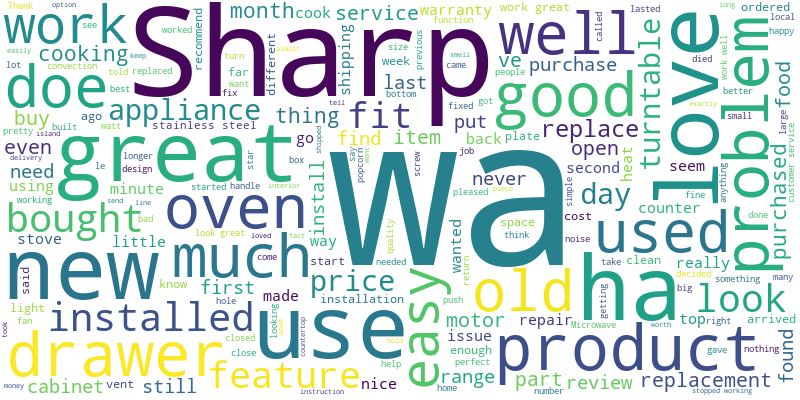 work
Sharp
month
cook
service
warranty
function
well
work great
ordered
local
option
Thank
see
easily
worked
recommend
turn
want
different
shipping
called
size
previous
week
bottom
smell
came
last
ve
purchase
people
died
better
long
happy
lasted
work well
keep
almost
cooking
doe
buy
lot
convection
told
replaced
best
fix
far
appliance
thing
fit
put
good
love
problem
turntable
food
large
small
exactly
fixed
got
tell
pretty
ago
built
watt
island
stainless steel
go
find
item
back
plate
replace
open
even
delivery
longer
design
le
star
box
shipped
say
popcorn
went
screw
job
never
second
heat
seem
anything
purchased
customer service
great
wa
need
using
minute
started
handle
interior
install
pleased
piece
simple
day
fine
counter
done
working
send
line
bad
stove
little
bought
oven
look great
loved
fact
way
quality
wanted
space
think
cost
noise
used
clean
really
take
getting
decided
something
big
many
new
much
said
know
come
first
made
hole
price
start
needed
installation
return
easy
old
ha
look
top
right
arrived
light
fan
installed
use
looking
countertop
closed
close
push
motor
issue
enough
perfect
repair
Microwave
worth
gave
nothing
found
took
drawer
feature
help
hold
home
range
product
part
review
number
replacement
stopped working
money
cabinet
vent
still
nice
instruction